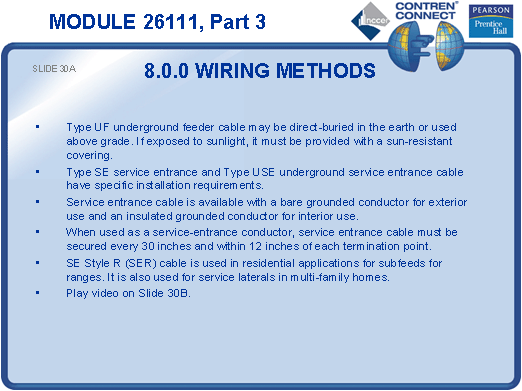 MODULE 26111, Part 3
nccer
CONTREN®
CONNECT
PEARSON
Prentice
Hall
SLIDE 30A
8.0.0 WIRING METHODS
• Type UF underground feeder cable may be direct-buried in the earth or used
above grade. If exposed to sunlight, it must be provided with a sun-resistant
covering.
• Type SE service entrance and Type USE underground service entrance cable
have specific installation requirements.
• Service entrance cable is available with a bare grounded conductor for exterior
use and an insulated grounded conductor for interior use.
• When used as a service-entrance conductor, service entrance cable must be
secured every 30 inches and within 12 inches of each termination point.
• SE Style R (SER) cable is used in residential applications for subfeeds for
ranges. It is also used for service laterals in multi-family homes.
• Play video on Slide 30B.